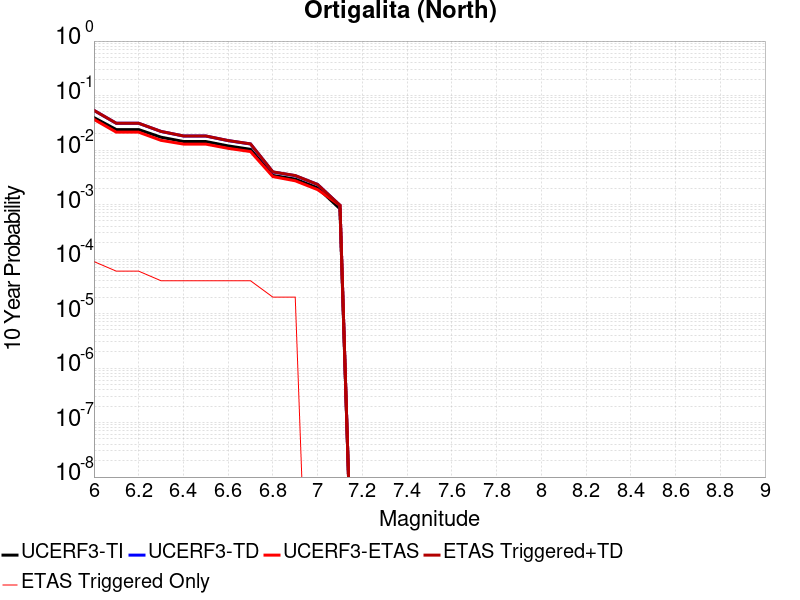 Ortigalita (North)
10 Year Probability
10^0
10^-1
10^-2
10^-3
10^-4
10^-5
10^-6
10^-7
10^-8
6 6.2 6.4 6.6 6.8 7 7.2 7.4 7.6 7.8 8 8.2 8.4 8.6 8.8 9
Magnitude
UCERF3-TI UCERF3-TD UCERF3-ETAS ETAS Triggered+TD
ETAS Triggered Only